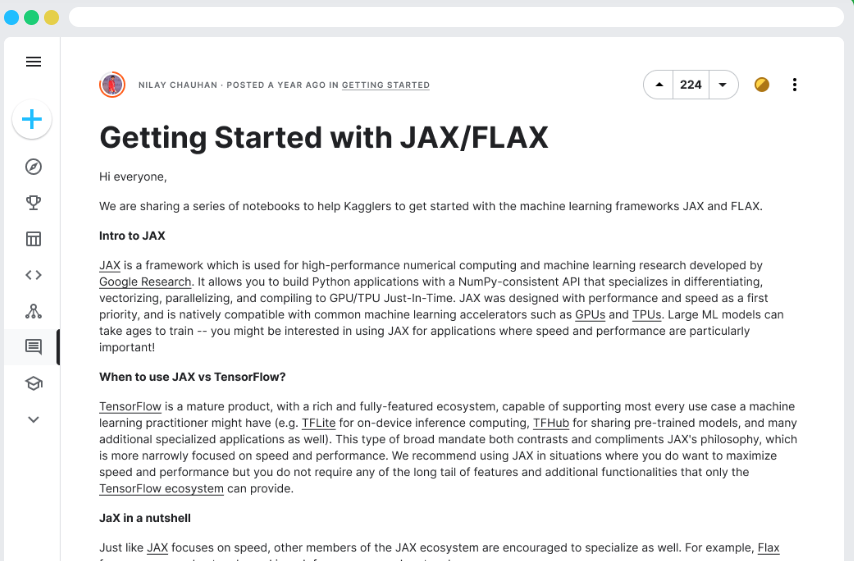 NILAY CHAUHAN · POSTED A YEAR AGO IN GETTING STARTED
224
Getting Started with JAX/FLAX
Hi everyone,
We are sharing a series of notebooks to help Kagglers to get started with the machine learning frameworks JAX and FLAX.
Intro to JAX
JAX is a framework which is used for high-performance numerical computing and machine learning research developed by
Google Research. It allows you to build Python applications with a NumPy-consistent API that specializes in differentiating,
vectorizing, parallelizing, and compiling to GPU/TPU Just-In-Time. JAX was designed with performance and speed as a first
priority, and is natively compatible with common machine learning accelerators such as GPUs and TPUs. Large ML models can
take ages to train -- you might be interested in using JAX for applications where speed and performance are particularly
important!
When to use JAX vs TensorFlow?
TensorFlow is a mature product, with a rich and fully-featured ecosystem, capable of supporting most every use case a machine
learning practitioner might have (e.g. TFLite for on-device inference computing, TFHub for sharing pre-trained models, and many
additional specialized applications as well). This type of broad mandate both contrasts and compliments JAX's philosophy, which
is more narrowly focused on speed and performance. We recommend using JAX in situations where you do want to maximize
speed and performance but you do not require any of the long tail of features and additional functionalities that only the
TensorFlow ecosystem can provide.
JaX in a nutshell
Just like JAX focuses on speed, other members of the JAX ecosystem are encouraged to specialize as well. For example, Flax